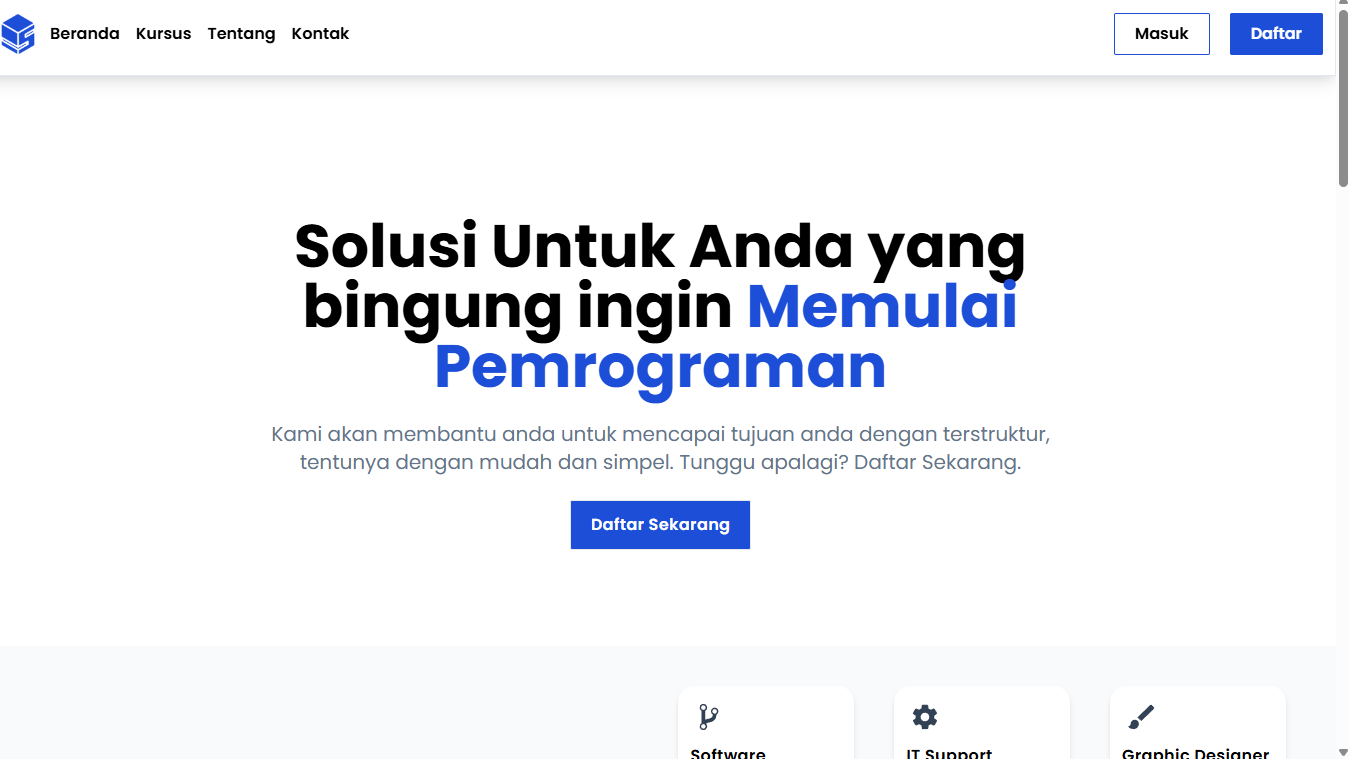 Beranda Kursus Tentang Kontak Masuk Daftar
Solusi Untuk Anda yang
bingung ingin Memulai
Pemrograman
Kami akan membantu anda untuk mencapai tujuan anda dengan terstruktur,
tentunya dengan mudah dan simpel. Tunggu apalagi? Daftar Sekarang.
Daftar Sekarang
Software IT Support Graphic Designer